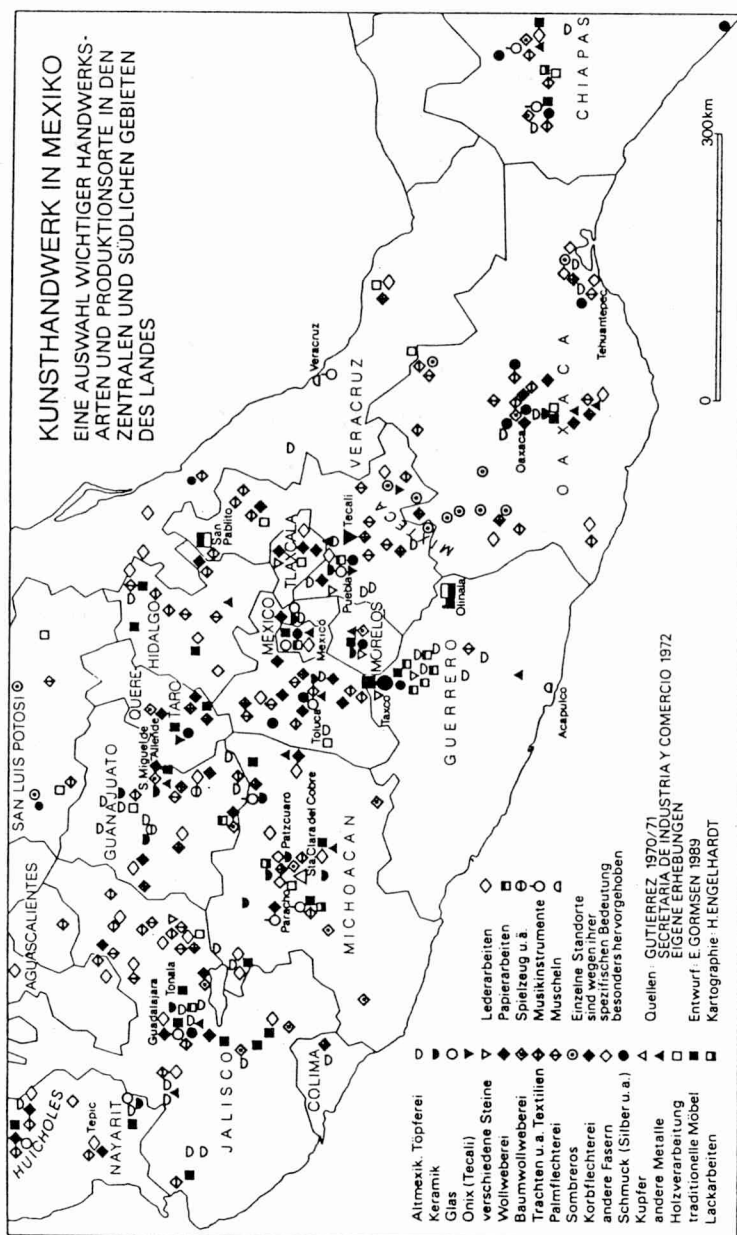 KUNSTHANDWERK IN MEXIKO
EINE AUSWAHL WICHTIGER HANDWERKS-
ARTEN UND PRODUKTIONSORTE IN DEN
ZENTRALEN UND SÜDLICHEN GEBIETEN
DES LANDES
HUICHOLES
Tepic
NAYARIT
AGUASCALIENTES
SAN LUIS POTOSI
Guadalajara
Tonala
JALISCO
COLIMA
GUANAJUATO
S. Miguel de
Allende
QUERE
TARO
HIDALGO
San
Pablito
Paracho
Patzcuaro
Sta. Clara del Cobre
MICHOACAN
MEXICO
Mexico
Toluca
TLAXCALA
Puebla
Tecali
MORELOS
Taxco
GUERRERO
Olinala
Acapulco
MIXTECA
VERACRUZ
Veracruz
Oaxaca
OAXACA
Tehuantepec
CHIAPAS
0
300km
Altmexik. Töpferei
Keramik
Glas
Onix (Tecali)
verschiedene Steine
Wollweberei
Baumwollweberei
Trachten u.a. Textilien
Palmflechterei
Sombreros
Korbflechterei
andere Fasern
Schmuck (Silber u.a.)
Kupfer
andere Metalle
Holzverarbeitung
traditionelle Möbel
Lackarbeiten
Lederarbeiten
Papierarbeiten
Spielzeug u.ä.
Musikinstrumente
Muscheln
Einzelne Standorte
sind wegen ihrer
spezifischen Bedeutung
besonders hervorgehoben
Quellen: GUTIERREZ 1970/71
SECRETARIA DE INDUSTRIA Y COMERCIO 1972
EIGENE ERHEBUNGEN
Entwurf: E. GORMSEN 1989
Kartographie: H. ENGELHARDT